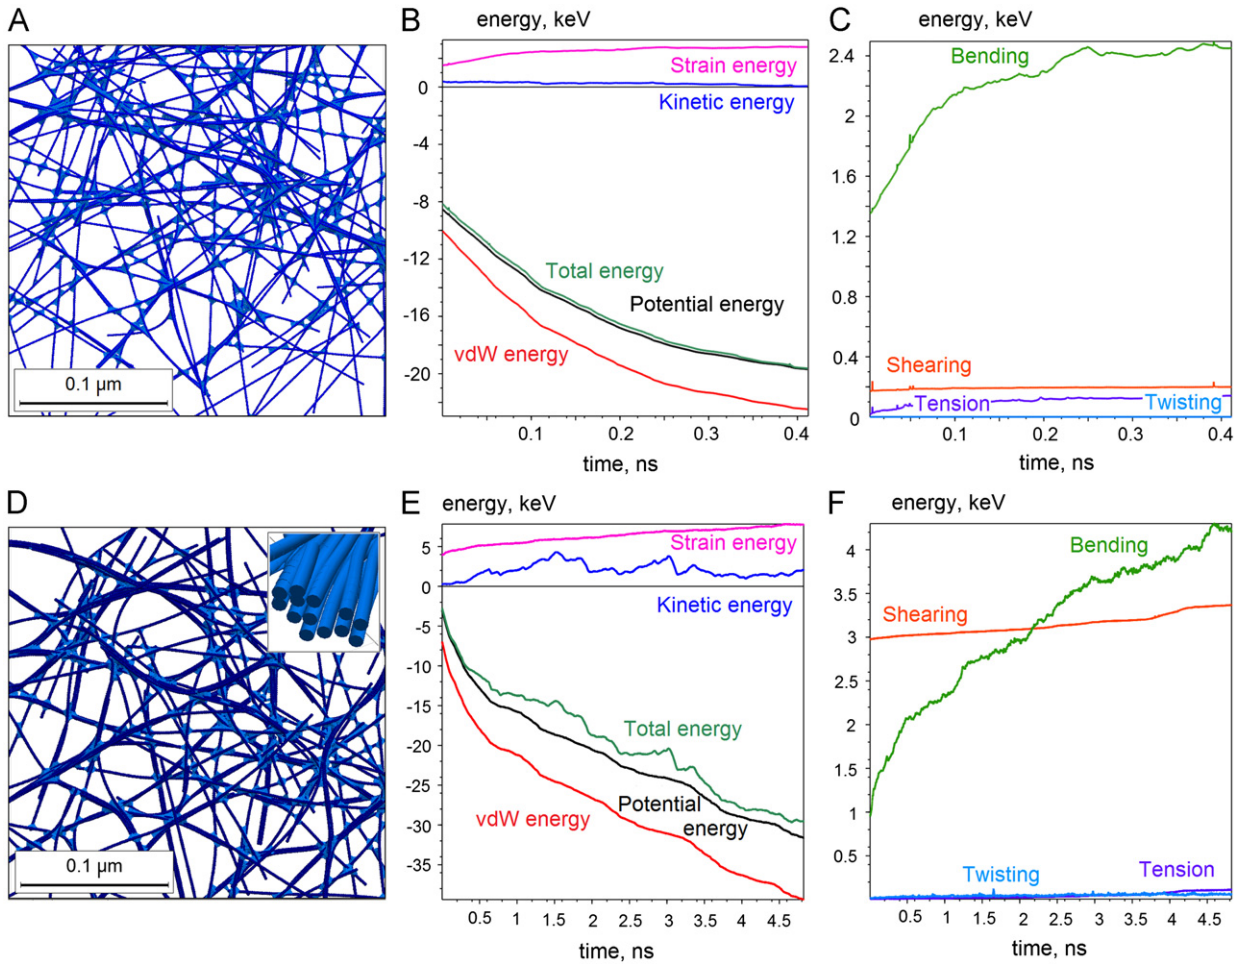 A
0.1 µm
B
energy, keV
Strain energy
Kinetic energy
Total energy
Potential energy
vdW energy
0
-4
-8
-12
-16
-20
0.1
0.2
0.3
0.4
time, ns
C
energy, keV
Bending
Shearing
Tension
Twisting
2.4
2
1.6
1.2
0.8
0.4
0
0.1
0.2
0.3
0.4
time, ns
D
0.1 µm
E
energy, keV
Strain energy
Kinetic energy
Total energy
Potential
energy
vdW energy
5
0
-5
-10
-15
-20
-25
-30
-35
0.5
1
1.5
2
2.5
3
3.5
4
4.5
time, ns
F
energy, keV
Bending
Shearing
Twisting
Tension
4
3.5
3
2.5
2
1.5
1
0.5
0.5
1
1.5
2
2.5
3
3.5
4
4.5
time, ns